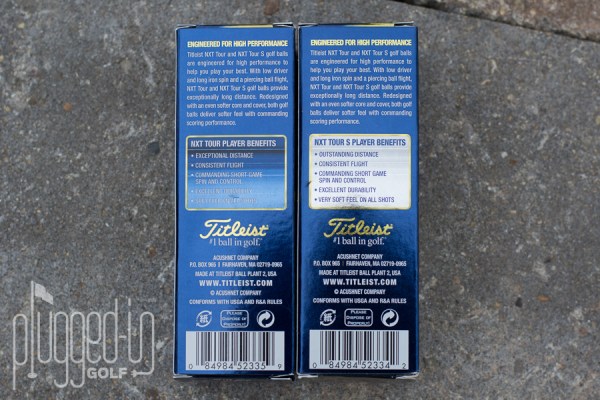 ENGINEERED FOR HIGH PERFORMANCE
Titleist NXT Tour and NXT Tour S golf balls
are engineered for high performance to
help you play your best. With low driver
and long iron spin and a piercing ball flight,
NXT Tour and NXT Tour S golf balls provide
exceptionally long distance. Redesigned
with an even softer core and cover, both golf
balls deliver softer feel with commanding
scoring performance.
NXT TOUR PLAYER BENEFITS
• EXCEPTIONAL DISTANCE
• CONSISTENT FLIGHT
• COMMANDING SHORT GAME
SPIN AND CONTROL
• EXCELLENT DURABILITY
Titleist
#1 ball in golf.
ACUSHNET COMPANY
P.O. BOX 965 | FAIRHAVEN, MA 02719-0965
MADE AT TITLEIST BALL PLANT 2, USA
WWW.TITLEIST.COM
© ACUSHNET COMPANY
CONFORMS WITH USGA AND R&A RULES
PLEASE
DISPOSE OF
PROPERLY
0 84984 52335 9
ENGINEERED FOR HIGH PERFORMANCE
Titleist NXT Tour and NXT Tour S golf balls
are engineered for high performance to
help you play your best. With low driver
and long iron spin and a piercing ball flight,
NXT Tour and NXT Tour S golf balls provide
exceptionally long distance. Redesigned
with an even softer core and cover, both golf
balls deliver softer feel with commanding
scoring performance.
NXT TOUR S PLAYER BENEFITS
• OUTSTANDING DISTANCE
• CONSISTENT FLIGHT
• COMMANDING SHORT GAME
SPIN AND CONTROL
• EXCELLENT DURABILITY
• VERY SOFT FEEL ON ALL SHOTS
Titleist
#1 ball in golf.
ACUSHNET COMPANY
P.O. BOX 965 | FAIRHAVEN, MA 02719-0965
MADE AT TITLEIST BALL PLANT 2, USA
WWW.TITLEIST.COM
© ACUSHNET COMPANY
CONFORMS WITH USGA AND R&A RULES
PLEASE
DISPOSE OF
PROPERLY
0 84984 52334 2
plugged-in
GOLF